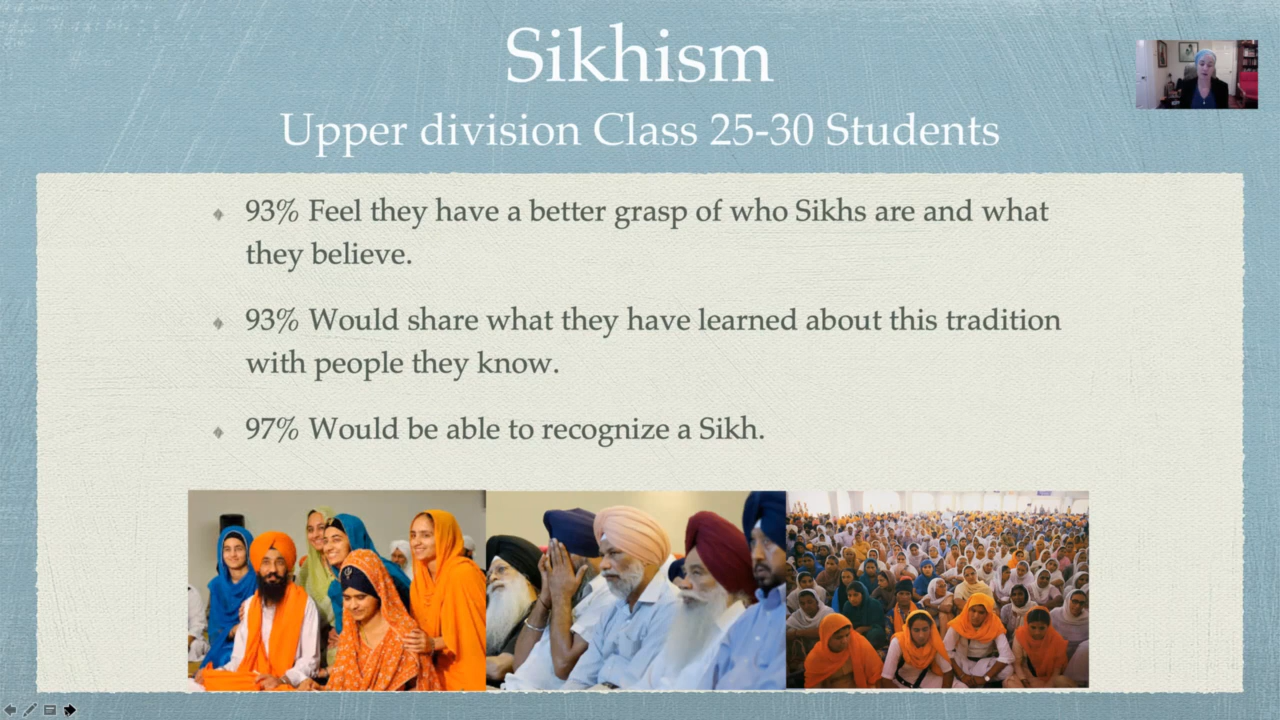 Sikhism
Upper division Class 25-30 Students
93% Feel they have a better grasp of who Sikhs are and what
they believe.
93% Would share what they have learned about this tradition
with people they know.
97% Would be able to recognize a Sikh.